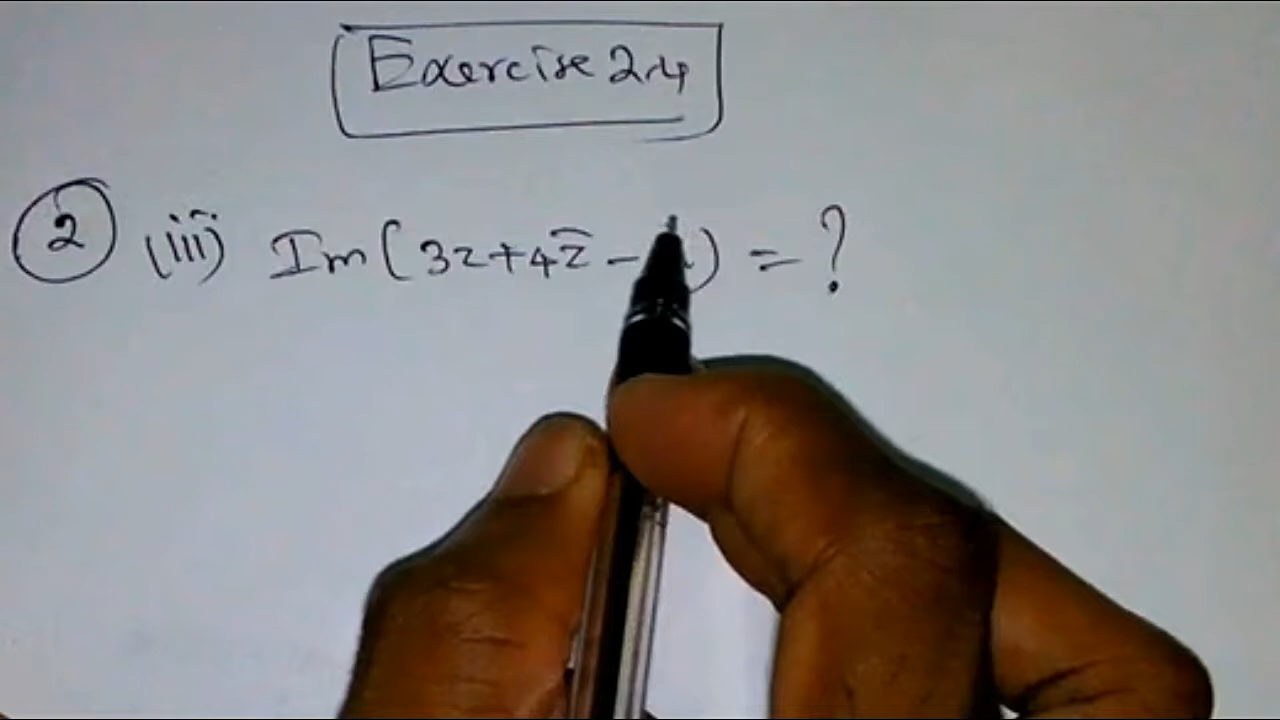 Exercise 2.4
2 (iii) Im(3z+4z̄ - ) = ?